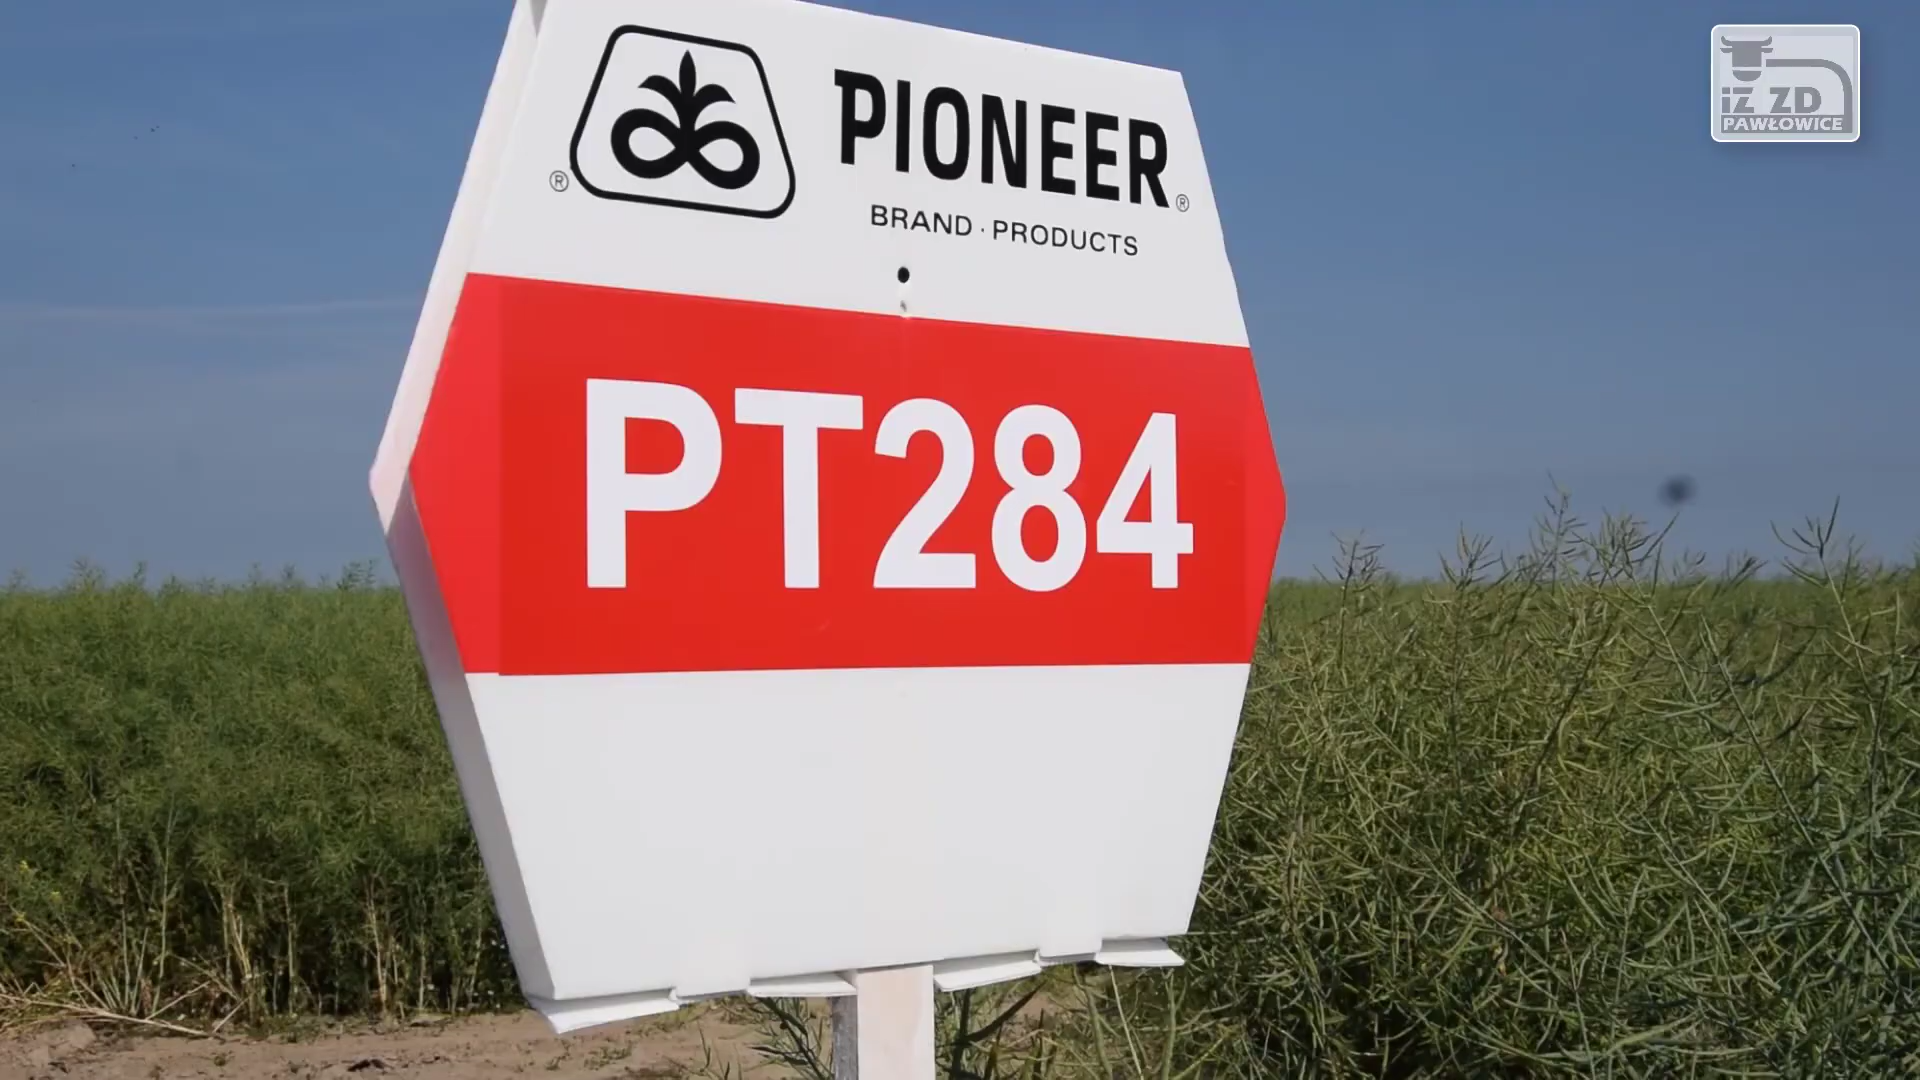 PIONEER
®
®
BRAND · PRODUCTS
PT284
iZ ZD
PAWŁOWICE